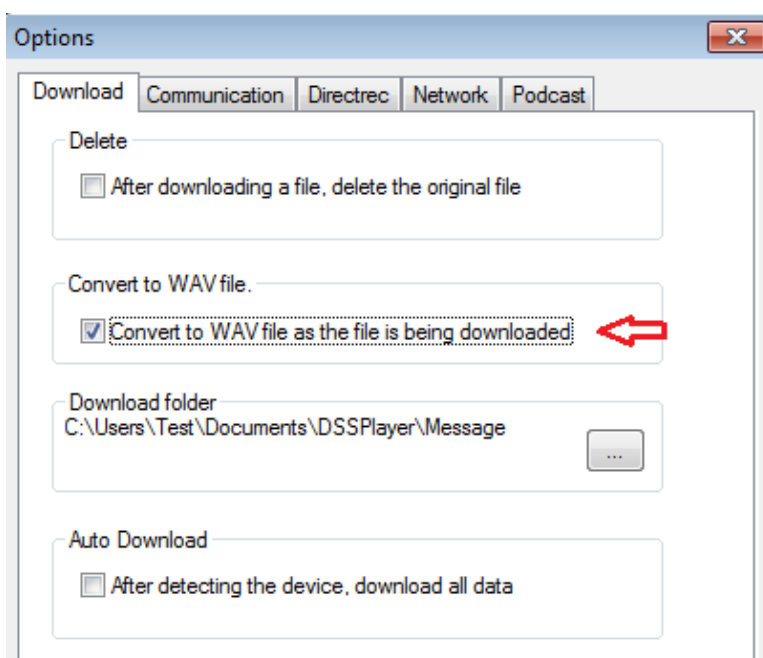 Options
Download Communication Directrec Network Podcast
Delete
After downloading a file, delete the original file
Convert to WAV file.
Convert to WAV file as the file is being downloaded
Download folder
C:\Users\Test\Documents\DSSPlayer\Message
...
Auto Download
After detecting the device, download all data